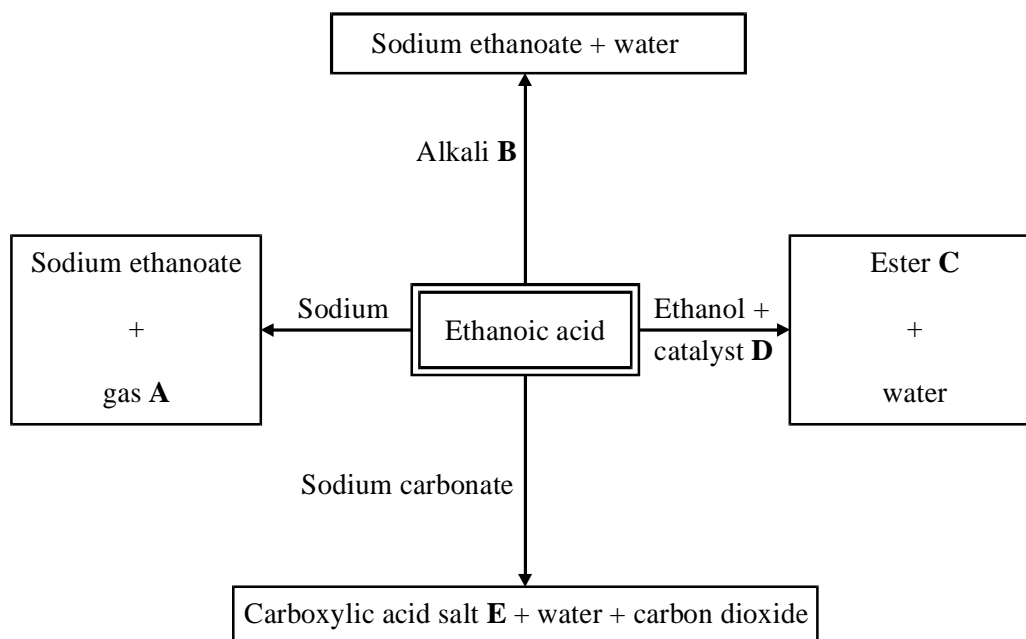 Sodium ethanoate + water
Alkali B
Sodium ethanoate
+
gas A
Sodium
Ethanoic acid
Ethanol +
catalyst D
Ester C
+
water
Sodium carbonate
Carboxylic acid salt E + water + carbon dioxide